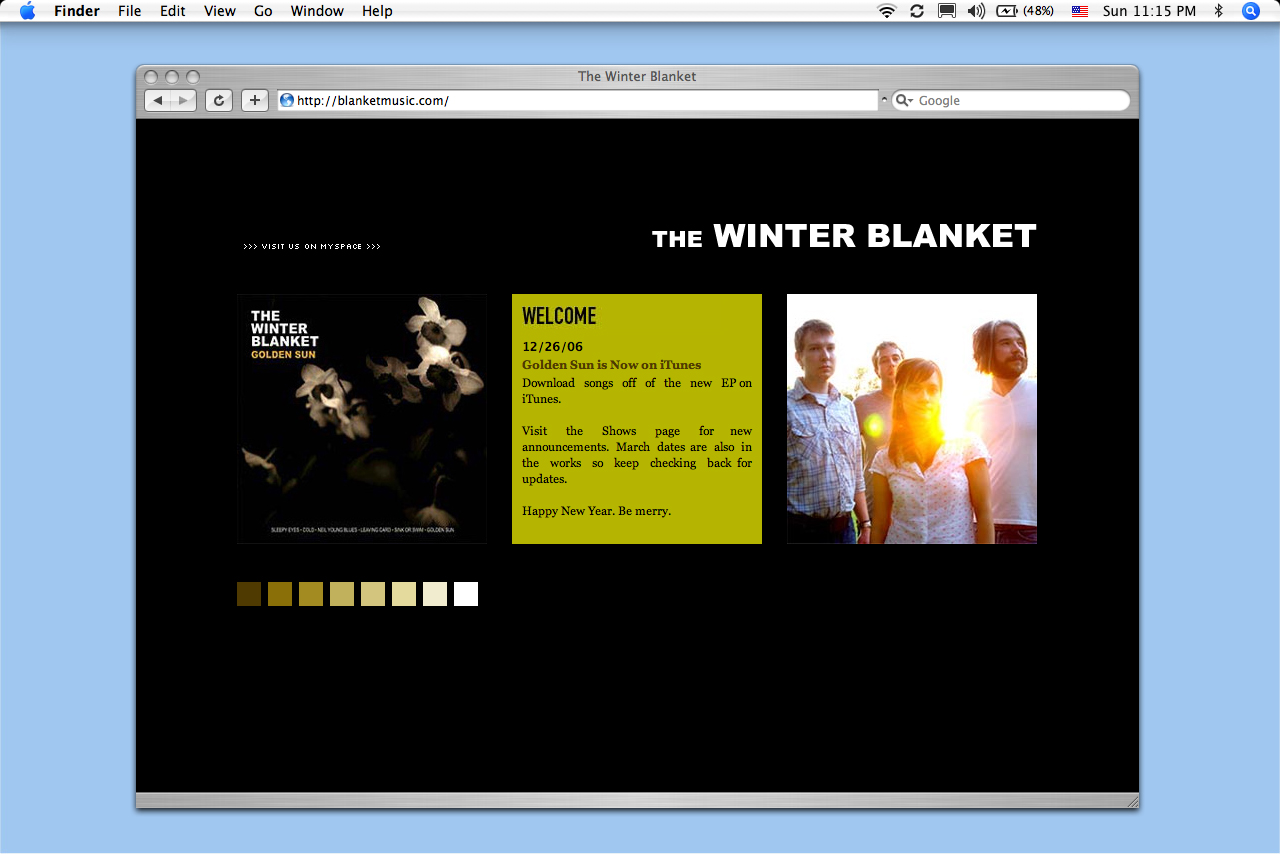 Finder File Edit View Go Window Help (48%) Sun 11:15 PM
The Winter Blanket
http://blanketmusic.com/ Google
>>> VISIT US ON MYSPACE >>>
THE WINTER BLANKET
THE
WINTER
BLANKET
GOLDEN SUN
SLEEPY EYES • COLD • NEIL YOUNG BLUES • LEAVING CARD • SINK OR SWIM • GOLDEN SUN
WELCOME
12/26/06
Golden Sun is Now on iTunes
Download songs off of the new EP on
iTunes.
Visit the Shows page for new
announcements. March dates are also in
the works so keep checking back for
updates.
Happy New Year. Be merry.